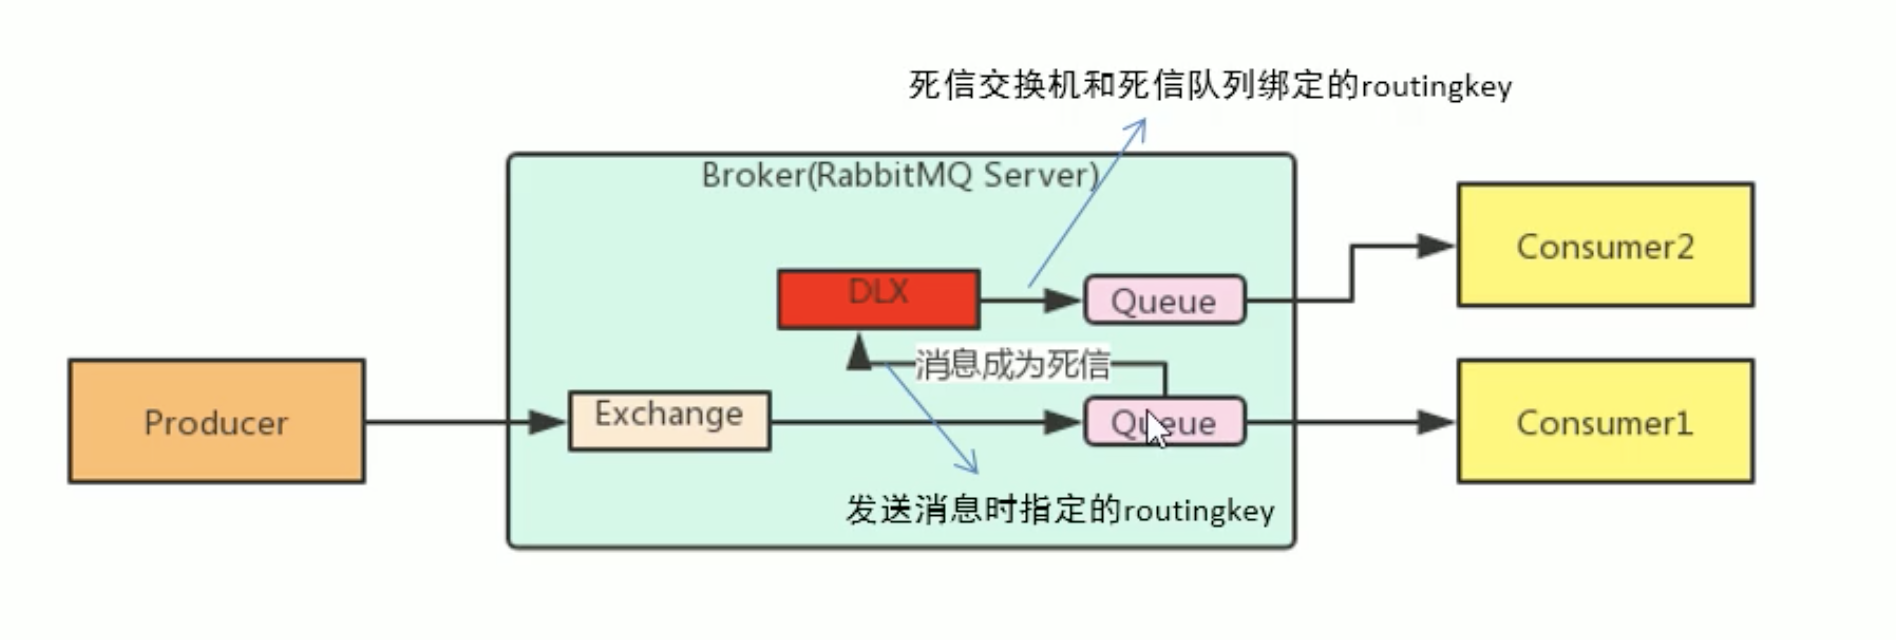 死信交换机和死信队列绑定的routingkey
Broker(RabbitMQ Server)
DLX
Queue
Consumer2
消息成为死信
Producer
Exchange
Queue
Consumer1
发送消息时指定的routingkey